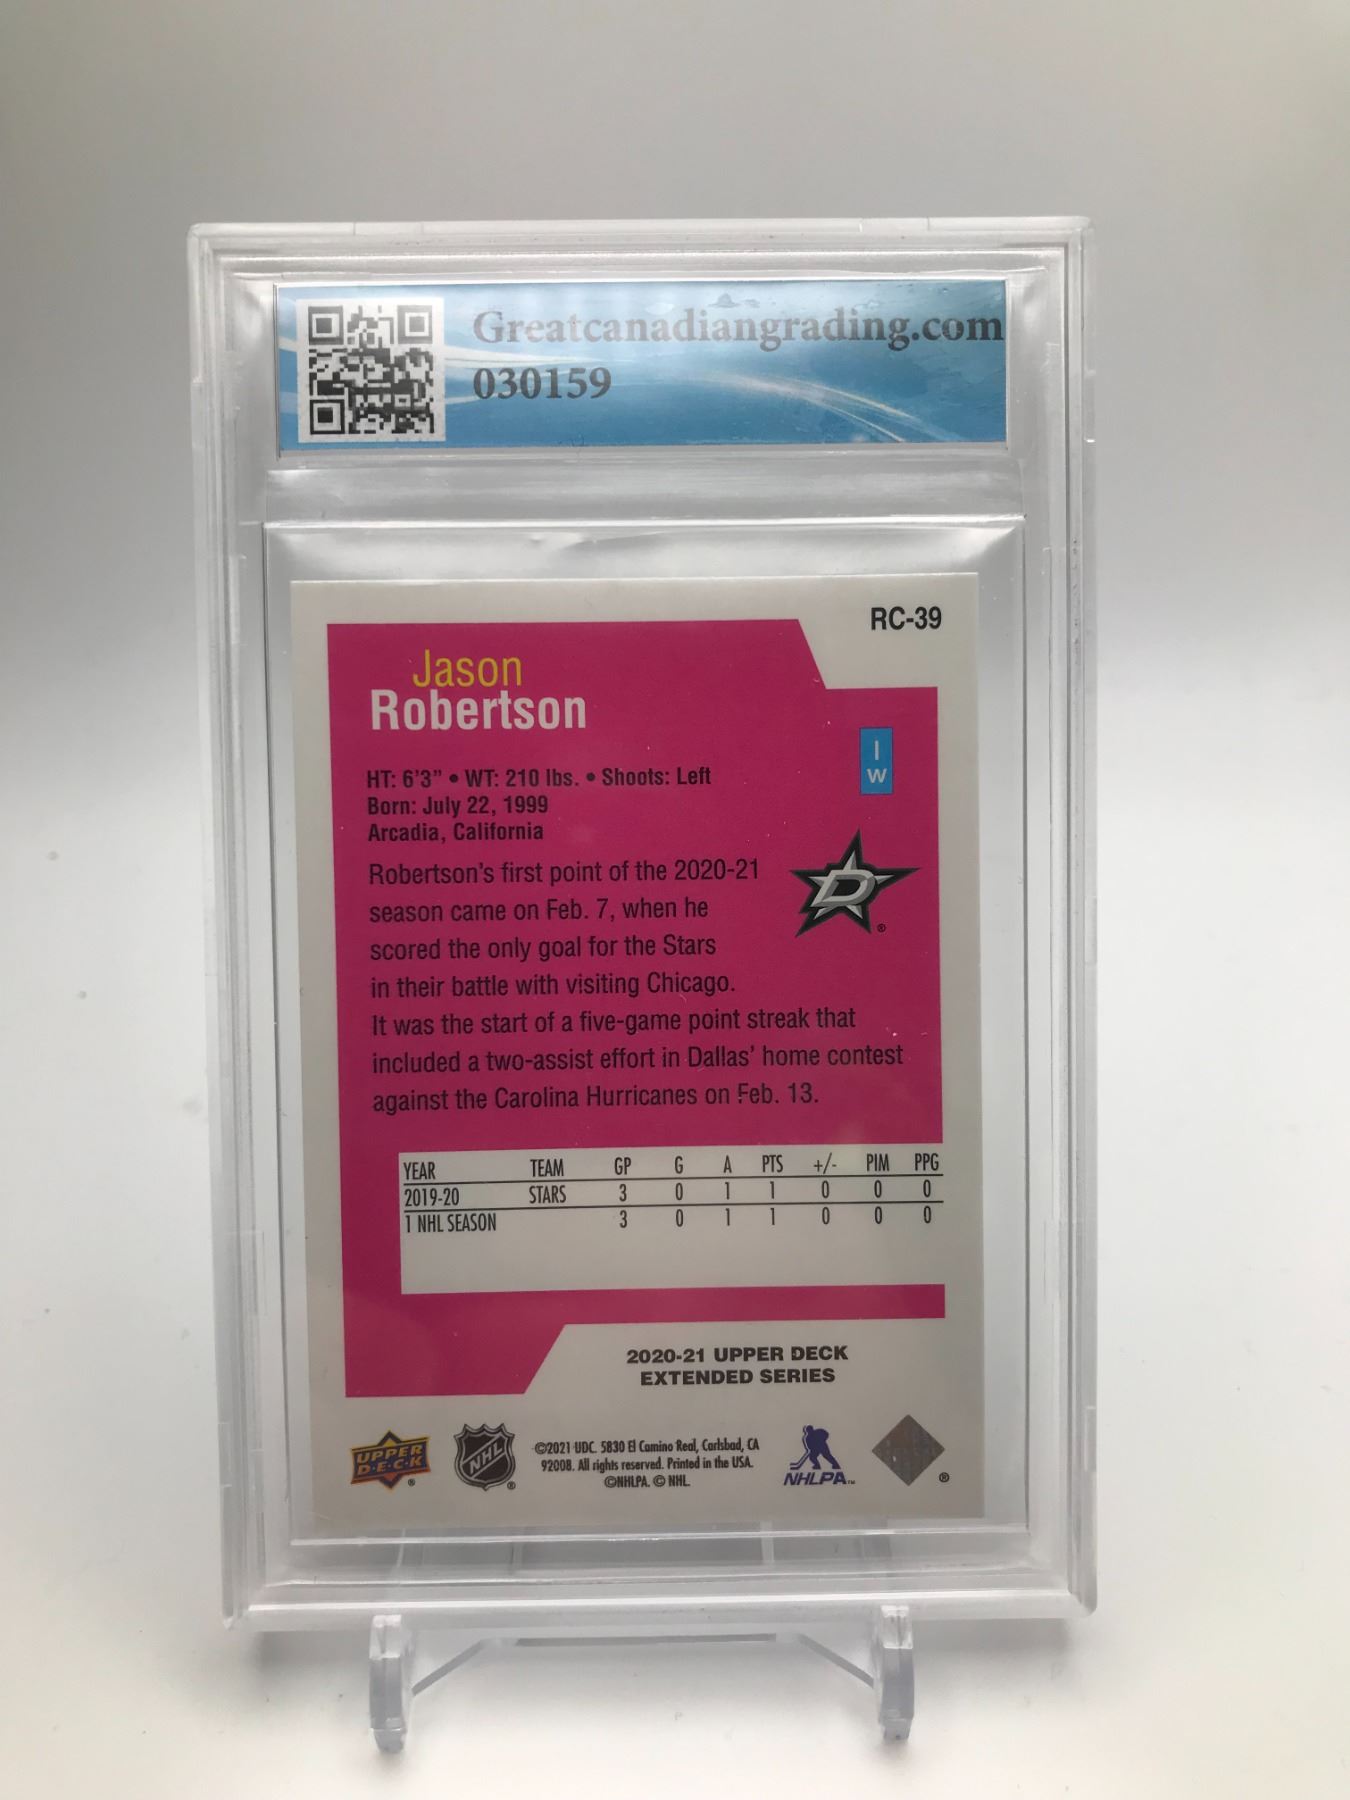 Greatcanadiangrading.com
030159
RC-39
Jason
Robertson
I
W
HT: 6'3" • WT: 210 lbs. • Shoots: Left
Born: July 22, 1999
Arcadia, California
Robertson's first point of the 2020-21
season came on Feb. 7, when he
scored the only goal for the Stars
in their battle with visiting Chicago.
It was the start of a five-game point streak that
included a two-assist effort in Dallas' home contest
against the Carolina Hurricanes on Feb. 13.
D ®
YEAR TEAM GP G A PTS +/- PIM PPG
2019-20 STARS 3 0 1 1 0 0 0
1 NHL SEASON 3 0 1 1 0 0 0
2020-21 UPPER DECK
EXTENDED SERIES
UPPER
D·E·C·K ®
NHL ®
©2021 UDC. 5830 El Camino Real, Carlsbad, CA
92008. All rights reserved. Printed in the USA.
©NHLPA. © NHL
NHLPA™
®